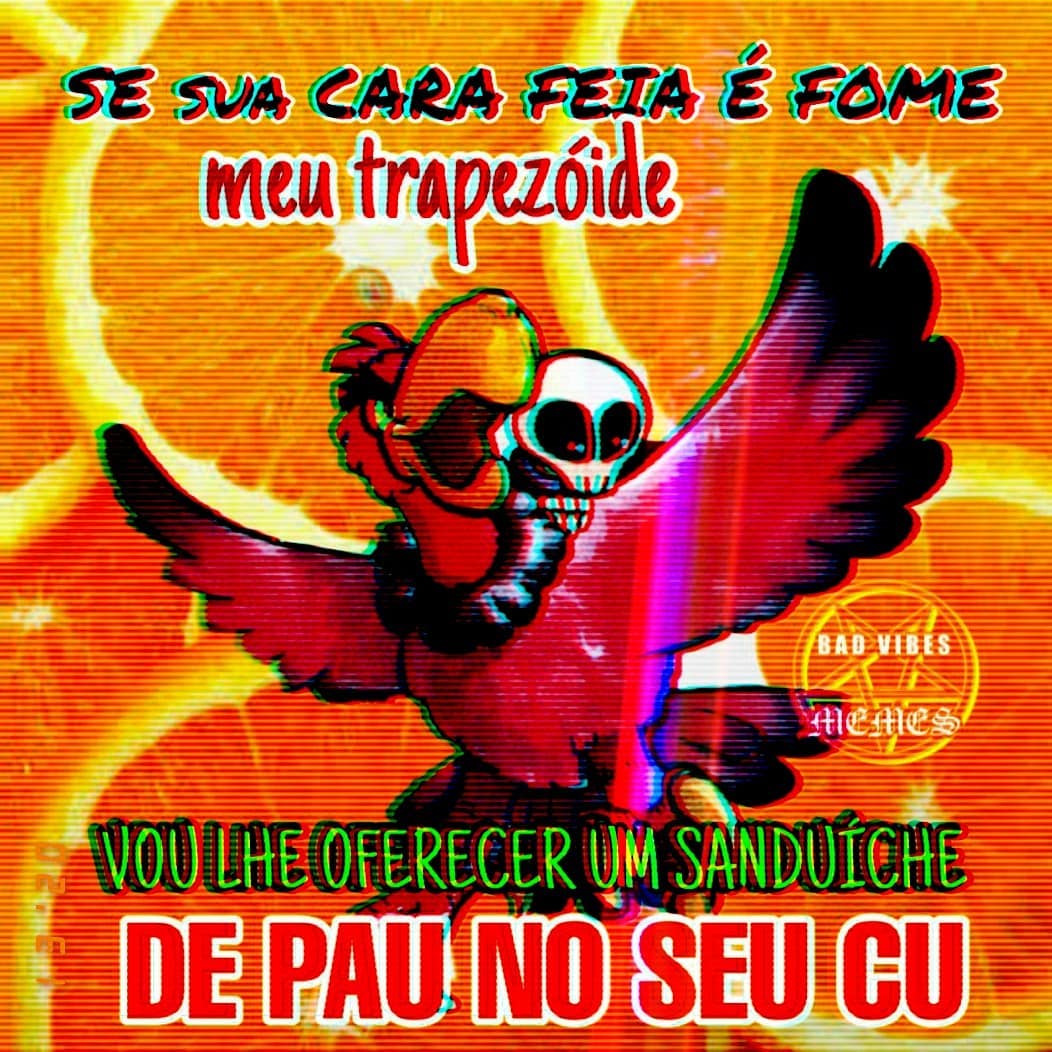 SE SUA CARA FEIA É FOME
meu trapezóide
BAD VIBES
MEMES
VOU LHE OFERECER UM SANDUÍCHE
DE PAU NO SEU CU